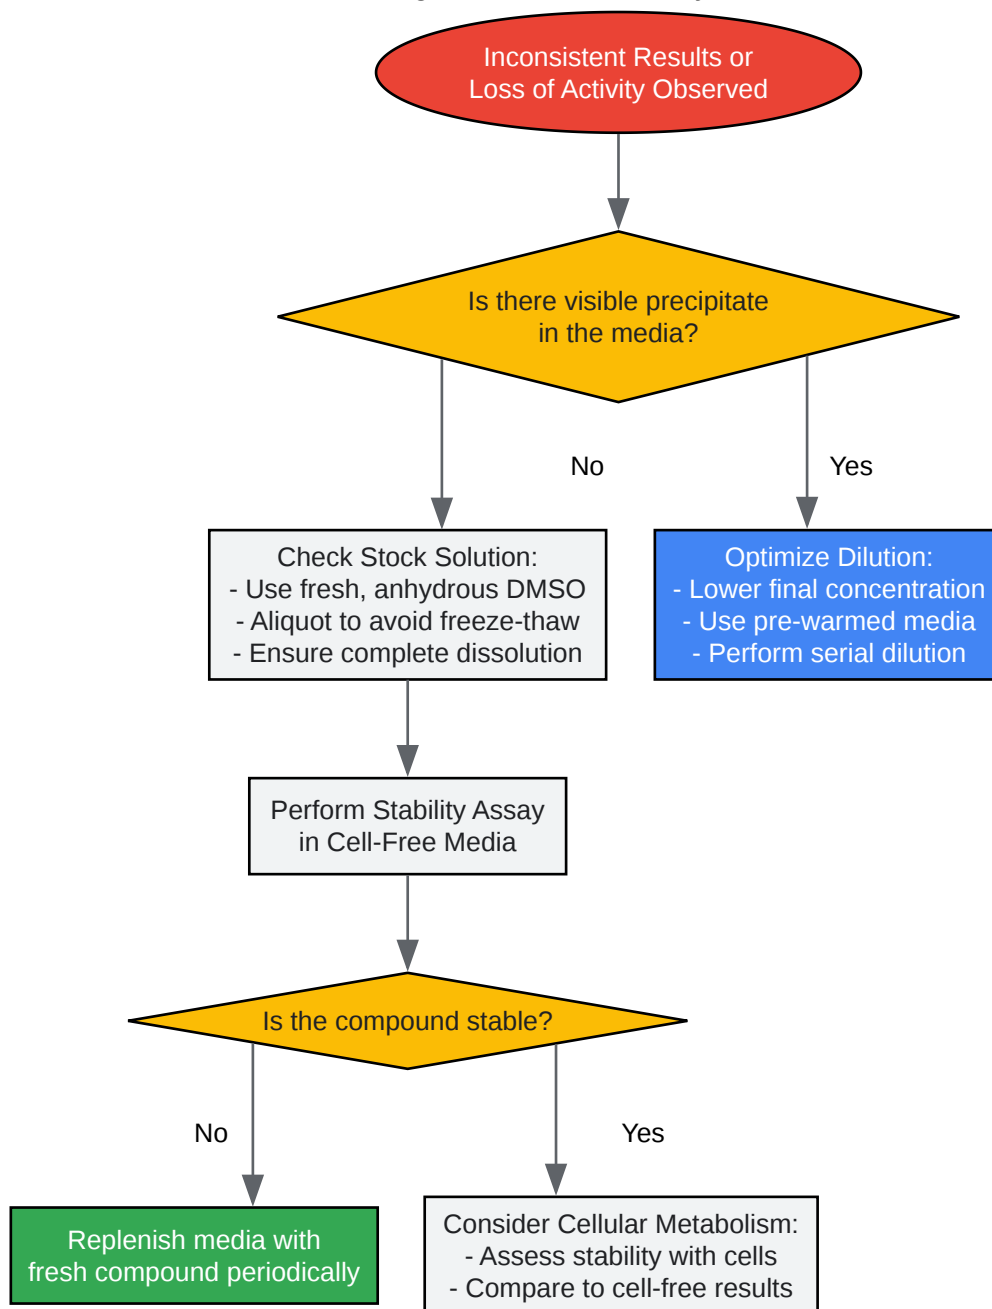 Inconsistent Results or
Loss of Activity Observed
Is there visible precipitate
in the media?
No
Yes
Check Stock Solution:
- Use fresh, anhydrous DMSO
- Aliquot to avoid freeze-thaw
- Ensure complete dissolution
Optimize Dilution:
- Lower final concentration
- Use pre-warmed media
- Perform serial dilution
Perform Stability Assay
in Cell-Free Media
Is the compound stable?
No
Yes
Replenish media with
fresh compound periodically
Consider Cellular Metabolism:
- Assess stability with cells
- Compare to cell-free results